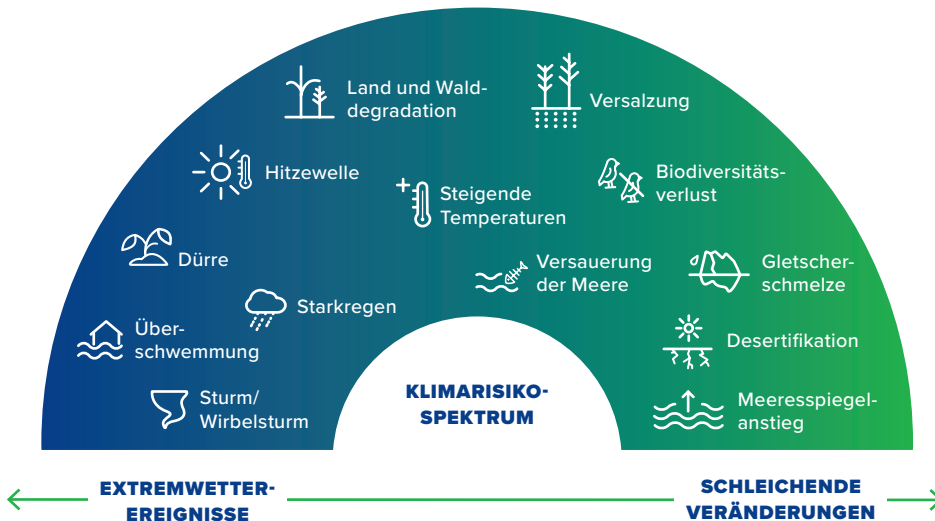 Land und Wald-
degradation
Versalzung
Hitzewelle
Steigende
Temperaturen
Biodiversitäts-
verlust
Dürre
Versauerung
der Meere
Gletscher-
schmelze
Starkregen
Über-
schwemmung
Desertifikation
Sturm/
Wirbelsturm
KLIMARISIKO-
SPEKTRUM
Meeresspiegel-
anstieg
EXTREMWETTER-
EREIGNISSE
SCHLEICHENDE
VERÄNDERUNGEN